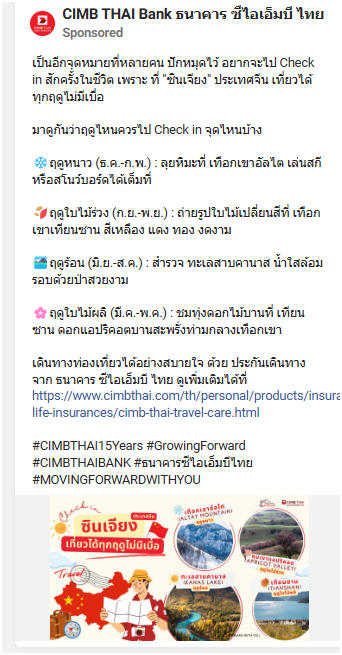 CIMB THAI Bank ธนาคาร ซีไอเอ็มบี ไทย
Sponsored
เป็นอีกจุดหมายที่หลายคน ปักหมุดไว้ อยากจะไป Check
in สักครั้งในชีวิต เพราะ ที่ "ซินเจียง" ประเทศจีน เที่ยวได้
ทุกฤดูไม่มีเบื่อ
มาดูกันว่าฤดูไหนควรไป Check in จุดไหนบ้าง
ฤดูหนาว (ธ.ค.-ก.พ.) : ลุยหิมะที่ เทือกเขาอัลไต เล่นสกี
หรือสโนว์บอร์ดได้เต็มที่
ฤดูใบไม้ร่วง (ก.ย.-พ.ย.) : ถ่ายรูปใบไม้เปลี่ยนสีที่ เทือก
เขาเทียนซาน สีเหลือง แดง ทอง งดงาม
ฤดูร้อน (มิ.ย.-ส.ค.) : สำรวจ ทะเลสาบคานาส น้ำใสล้อม
รอบด้วยป่าสวยงาม
ฤดูใบไม้ผลิ (มี.ค.-พ.ค.) : ชมทุ่งดอกไม้บานที่ เทียน
ซาน ดอกแอปริคอตบานสะพรั่งท่ามกลางเทือกเขา
เดินทางท่องเที่ยวได้อย่างสบายใจ ด้วย ประกันเดินทาง
จาก ธนาคาร ซีไอเอ็มบี ไทย ดูเพิ่มเติมได้ที่
https://www.cimbthai.com/th/personal/products/insura
life-insurances/cimb-thai-travel-care.html
#CIMBTHAI15Years #GrowingForward
#CIMBTHAIBANK #ธนาคารซีไอเอ็มบีไทย
#MOVINGFORWARDWITHYOU
Check in
ประเทศจีน
ซินเจียง
เที่ยวได้ทุกฤดูไม่มีเบื่อ
Travel
CIMB THAI
เทือกเขาอัลไต
(ALTAY MOUNTAIN)
ฤดูหนาว
(APRICOT VALLEY)
ฤดูใบไม้ผลิ
ทะเลสาบคานาส
(KANAS LAKE)
ฤดูร้อน
เทียนซาน
(TIANSHAN)
ฤดูใบไม้ร่วง